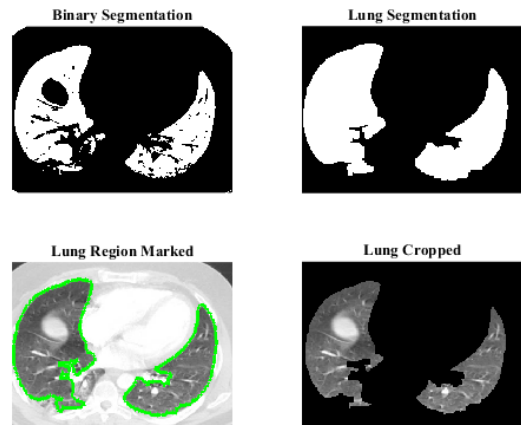 Binary Segmentation
Lung Segmentation
Lung Region Marked
Lung Cropped